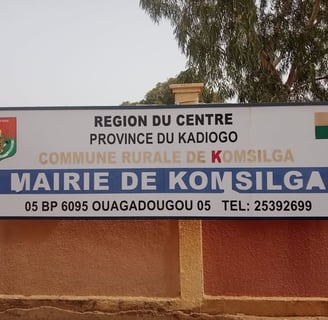 REGION DU CENTRE
PROVINCE DU KADIOGO
COMMUNE RURALE DE KOMSILGA
MAIRIE DE KOMSILGA
05 BP 6095 OUAGADOUGOU 05 TEL: 25392699